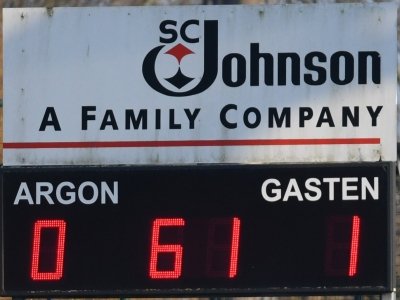 SC Johnson
A FAMILY COMPANY
ARGON GASTEN
0 61 1